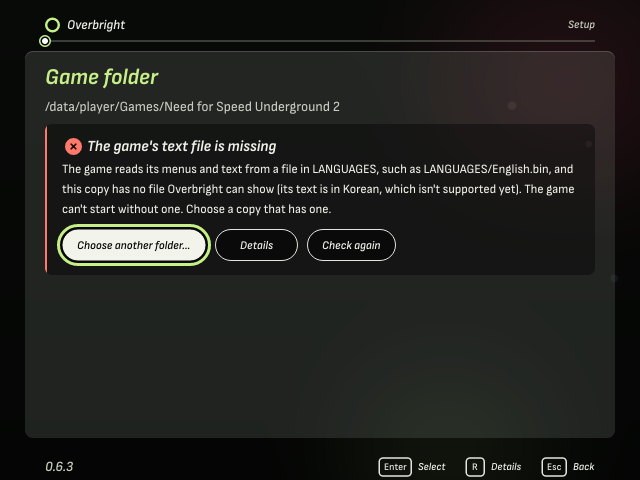 Overbright
Setup
Game folder
/data/player/Games/Need for Speed Underground 2
The game's text file is missing
The game reads its menus and text from a file in LANGUAGES, such as LANGUAGES/English.bin, and
this copy has no file Overbright can show (its text is in Korean, which isn't supported yet). The game
can't start without one. Choose a copy that has one.
Choose another folder...
Details
Check again
0.6.3
Enter Select
R Details
Esc Back